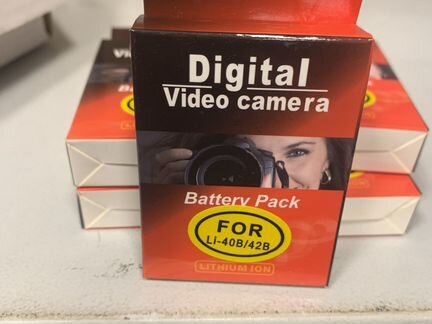 Digital
Video camera
Battery Pack
FOR
Li-40B/42B
LITHIUM ION